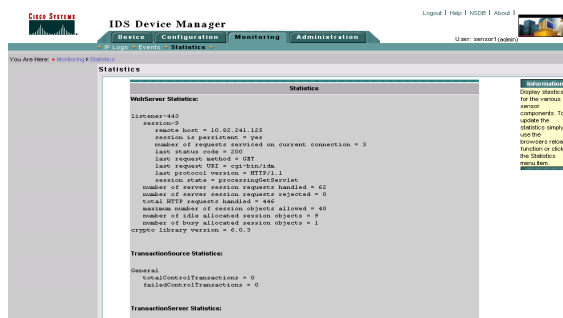 CISCO SYSTEMS
IDS Device Manager
Logout | Help | NSDB | About |
Device Configuration Monitoring Administration
User: sensor1(admin)
IP Logs Events Statistics
You Are Here: Monitoring > Statistics
Statistics
Statistics
WebServer Statistics:
listener-443
session-9
remote host = 10.82.241.125
session is persistent = yes
number of requests serviced on current connection = 3
last status code = 200
last request method = GET
last request URI = cgi-bin/idm
last protocol version = HTTP/1.1
session state = processingGetServlet
number of server session requests handled = 62
number of server session requests rejected = 0
total HTTP requests handled = 446
maximum number of session objects allowed = 40
number of idle allocated session objects = 9
number of busy allocated session objects = 1
crypto library version = 6.0.3
TransactionSource Statistics:
General
totalControlTransactions = 0
failedControlTransactions = 0
TransactionServer Statistics:
Information
Display stastics
for the various
sensor
components. To
update the
statistics simply
use the
browsers reloa
function or click
the Statistics
menu item.